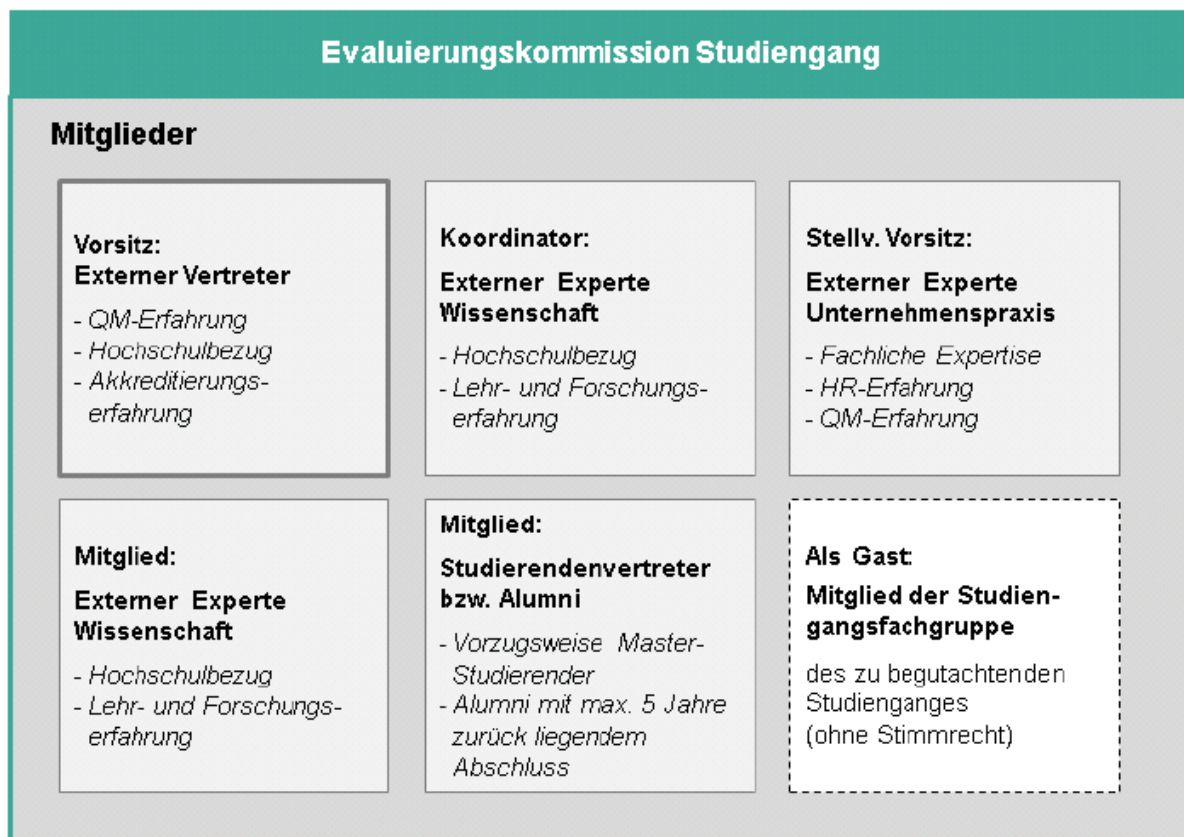 Evaluierungskommission Studiengang
Mitglieder
Vorsitz:
Externer Vertreter
- QM-Erfahrung
- Hochschulbezug
- Akkreditierungs-
erfahrung
Koordinator:
Externer Experte
Wissenschaft
- Hochschulbezug
- Lehr- und Forschungs-
erfahrung
Stellv. Vorsitz:
Externer Experte
Unternehmenspraxis
- Fachliche Expertise
- HR-Erfahrung
- QM-Erfahrung
Mitglied:
Externer Experte
Wissenschaft
- Hochschulbezug
- Lehr- und Forschungs-
erfahrung
Mitglied:
Studierendenvertreter
bzw. Alumni
- Vorzugsweise Master-
Studierender
- Alumni mit max. 5 Jahre
zurück liegendem
Abschluss
Als Gast:
Mitglied der Studien-
gangsfachgruppe
des zu begutachtenden
Studienganges
(ohne Stimmrecht)